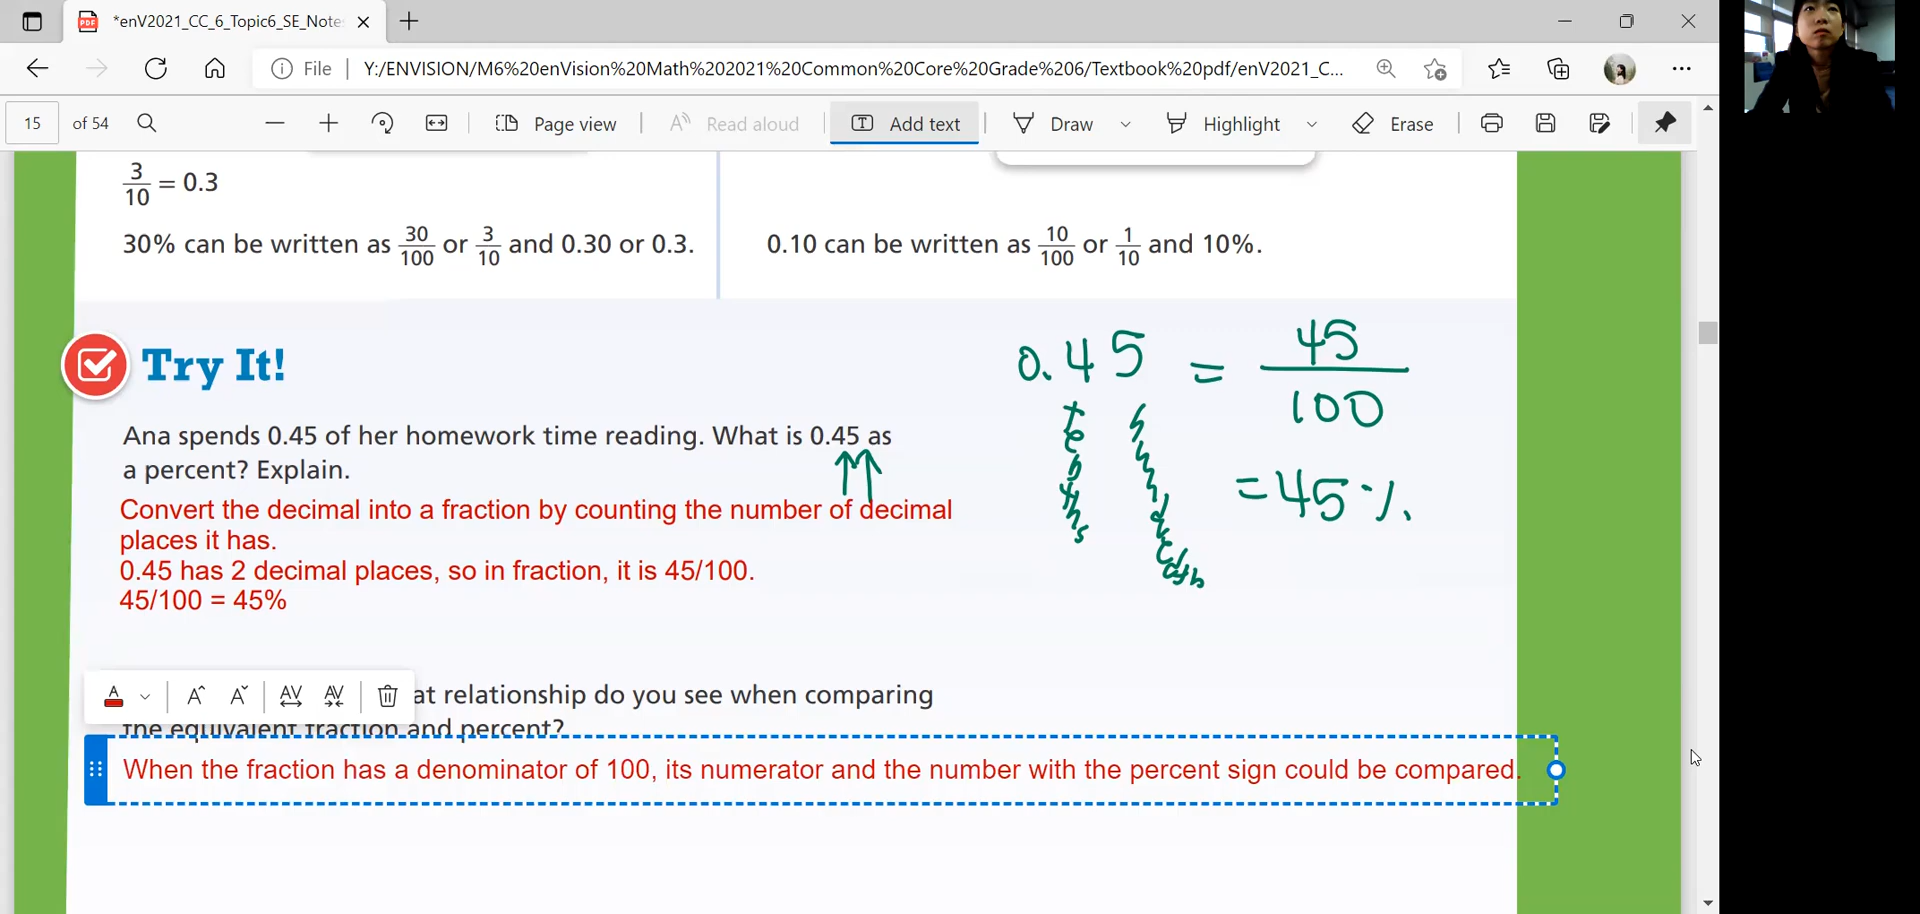 *enV2021_CC_6_Topic6_SE_Note
File
Y:/ENVISION/M6%20enVision%20Math%202021%20Common%20Core%20Grade%206/Textbook%20pdf/enV2021_C...
15 of 54
Page view
Read aloud
Add text
Draw
Highlight
Erase
3/10 = 0.3
30% can be written as 30/100 or 3/10 and 0.30 or 0.3.
0.10 can be written as 10/100 or 1/10 and 10%.
Try It!
Ana spends 0.45 of her homework time reading. What is 0.45 as
a percent? Explain.
Convert the decimal into a fraction by counting the number of decimal
places it has.
0.45 has 2 decimal places, so in fraction, it is 45/100.
45/100 = 45%
0.45 = 45/100
tenths
= 45%
at relationship do you see when comparing
the equivalent fraction and percent?
When the fraction has a denominator of 100, its numerator and the number with the percent sign could be compared.